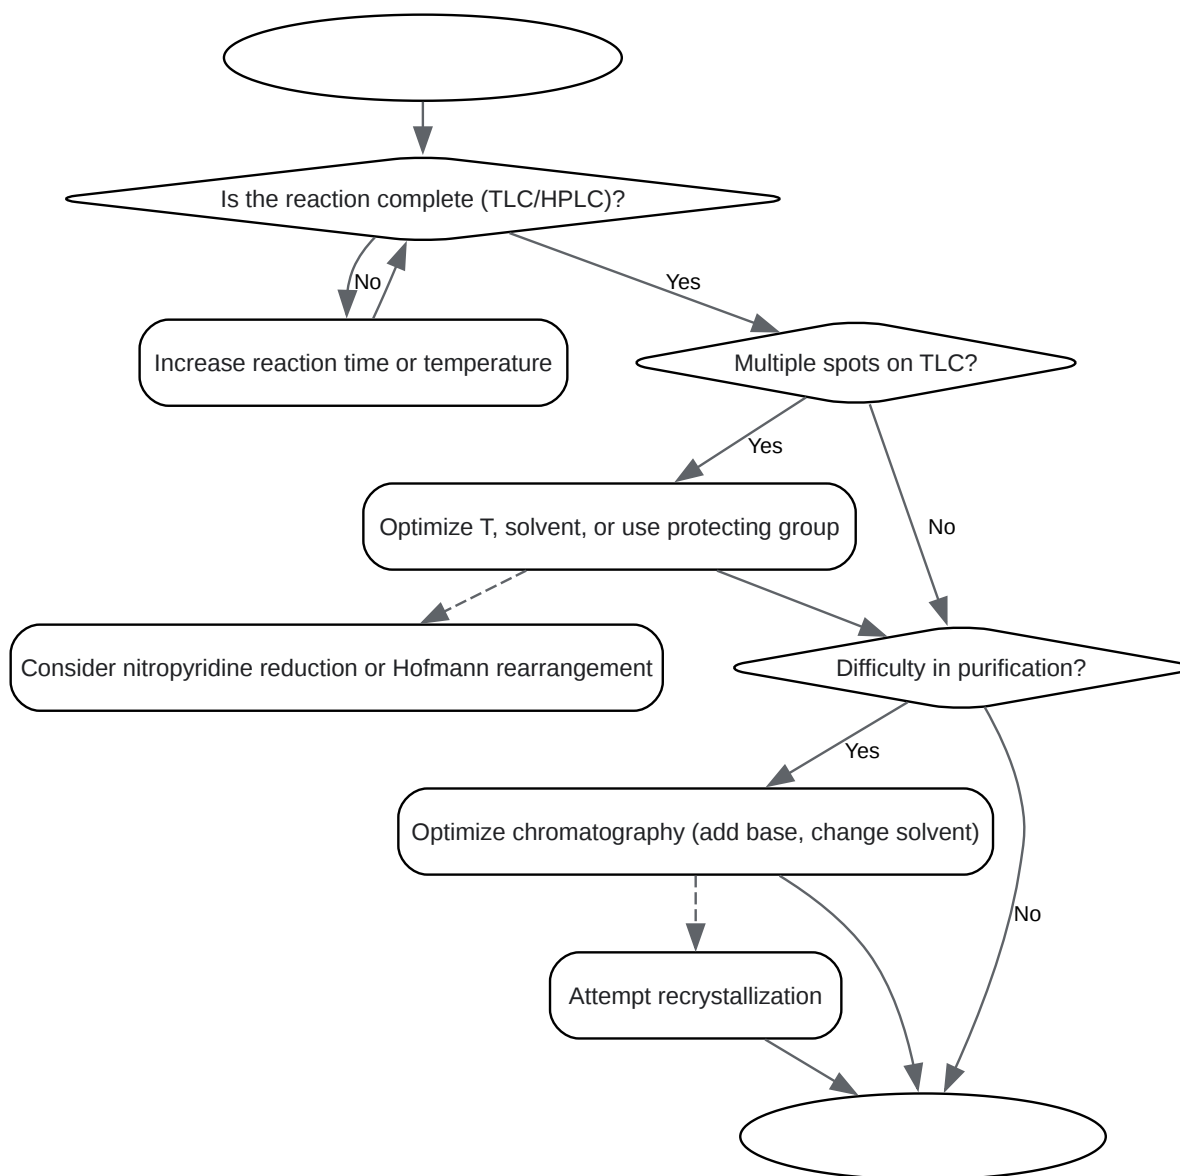 Is the reaction complete (TLC/HPLC)?
No
Yes
Increase reaction time or temperature
Multiple spots on TLC?
Yes
Optimize T, solvent, or use protecting group
No
Consider nitropyridine reduction or Hofmann rearrangement
Difficulty in purification?
Yes
Optimize chromatography (add base, change solvent)
No
Attempt recrystallization